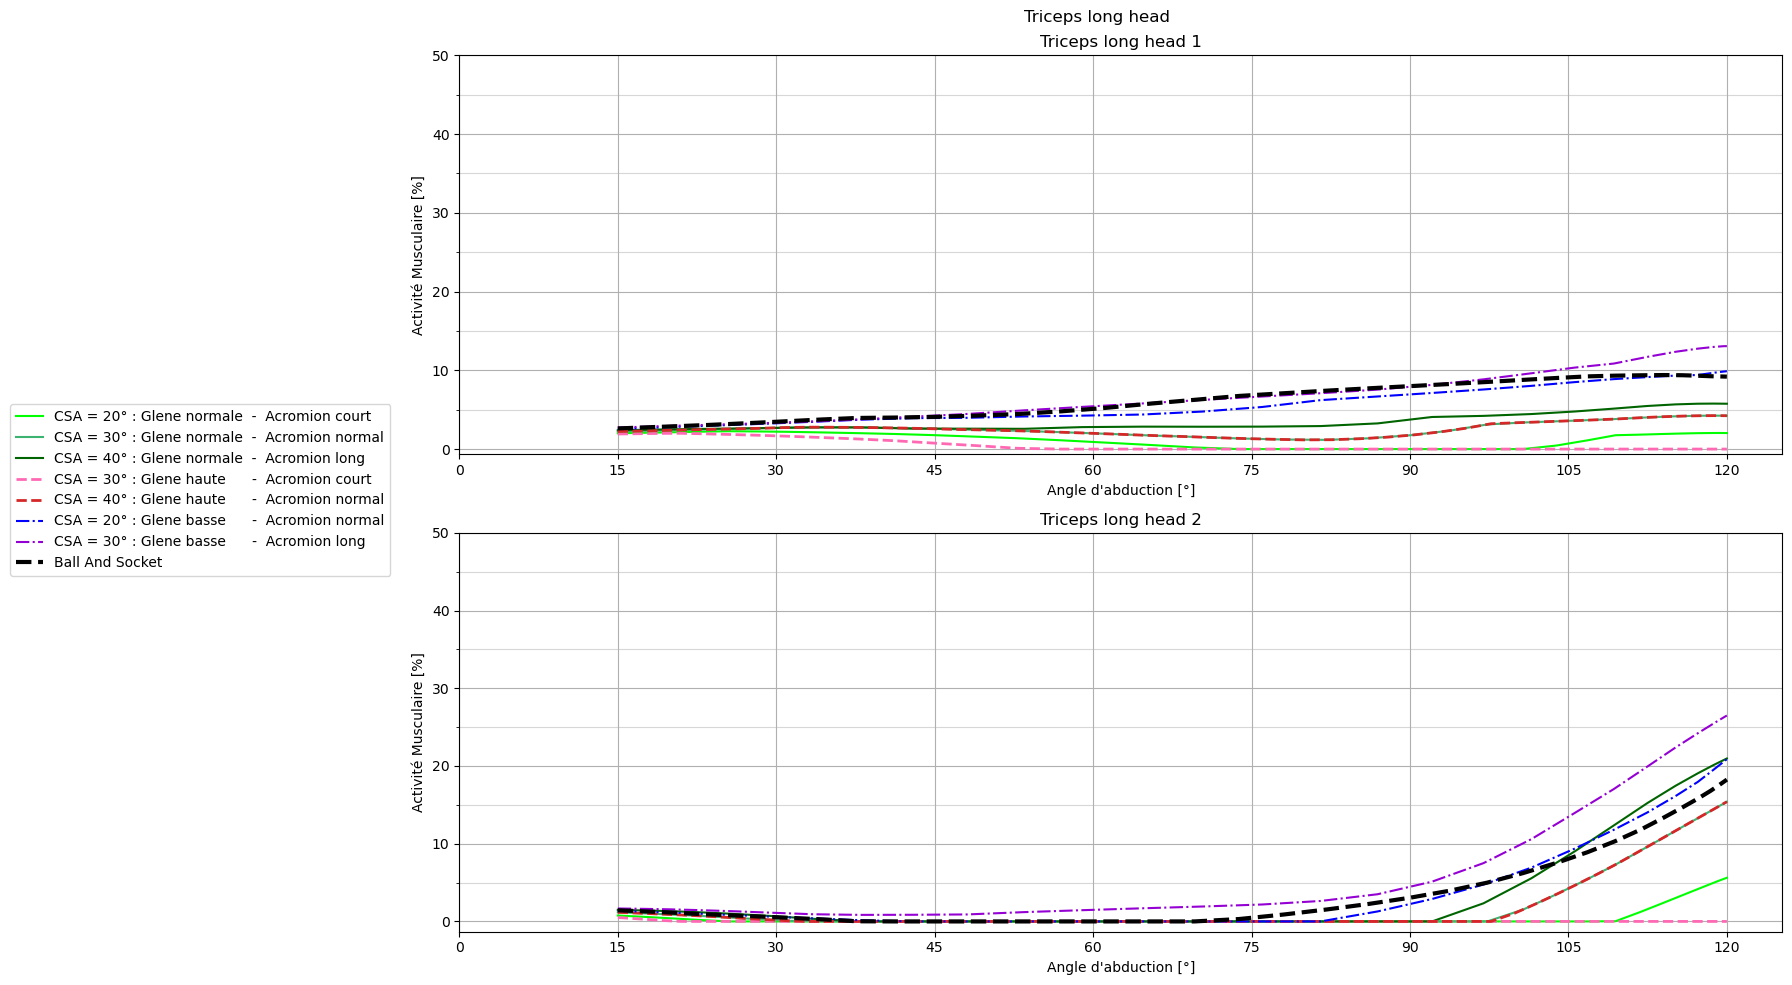 Triceps long head
Triceps long head 1
50
40
30
20
10
0
Activité Musculaire [%]
0 15 30 45 60 75 90 105 120
Angle d'abduction [°]
CSA = 20° : Glene normale - Acromion court
CSA = 30° : Glene normale - Acromion normal
CSA = 40° : Glene normale - Acromion long
CSA = 30° : Glene haute - Acromion court
CSA = 40° : Glene haute - Acromion normal
CSA = 20° : Glene basse - Acromion normal
CSA = 30° : Glene basse - Acromion long
Ball And Socket
Triceps long head 2
50
40
30
20
10
0
Activité Musculaire [%]
0 15 30 45 60 75 90 105 120
Angle d'abduction [°]